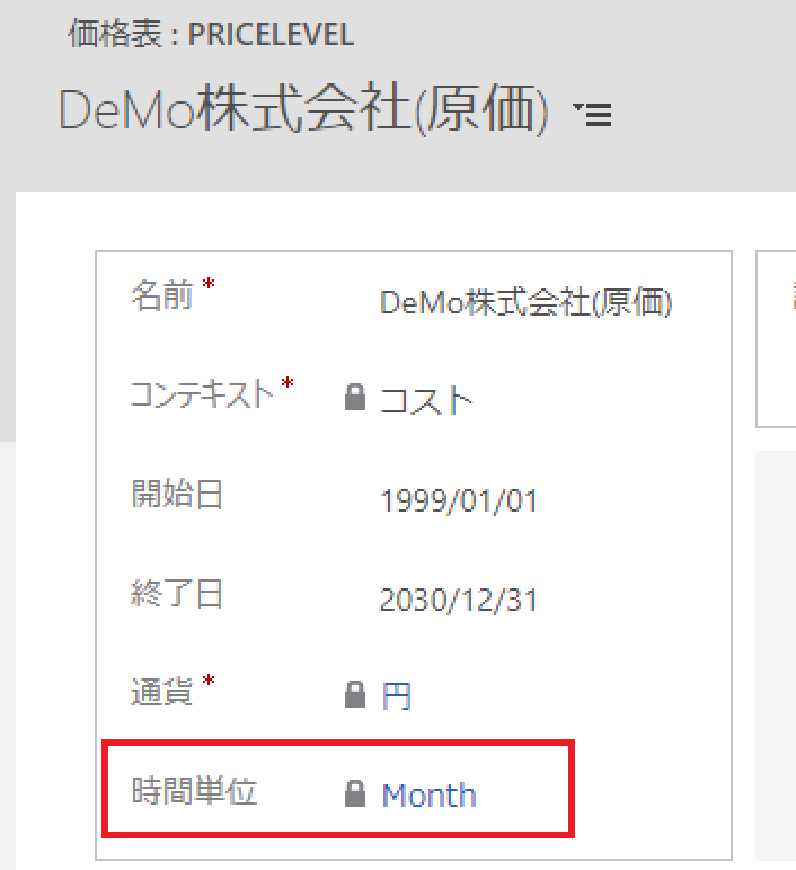 価格表 : PRICELEVEL
DeMo株式会社(原価)
名前* DeMo株式会社(原価)
コンテキスト* コスト
開始日 1999/01/01
終了日 2030/12/31
通貨* 円
時間単位 Month